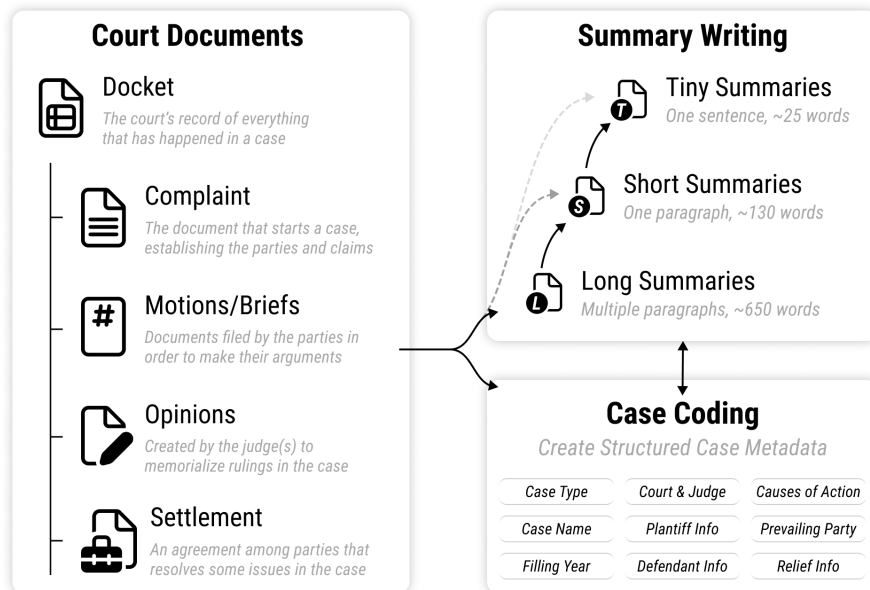 Court Documents
Docket
The court's record of everything
that has happened in a case
Complaint
The document that starts a case,
establishing the parties and claims
#
Motions/Briefs
Documents filed by the parties in
order to make their arguments
Opinions
Created by the judge(s) to
memorialize rulings in the case
Settlement
An agreement among parties that
resolves some issues in the case
Summary Writing
T
Tiny Summaries
One sentence, ~25 words
S
Short Summaries
One paragraph, ~130 words
L
Long Summaries
Multiple paragraphs, ~650 words
Case Coding
Create Structured Case Metadata
Case Type Court & Judge Causes of Action
Case Name Plantiff Info Prevailing Party
Filling Year Defendant Info Relief Info